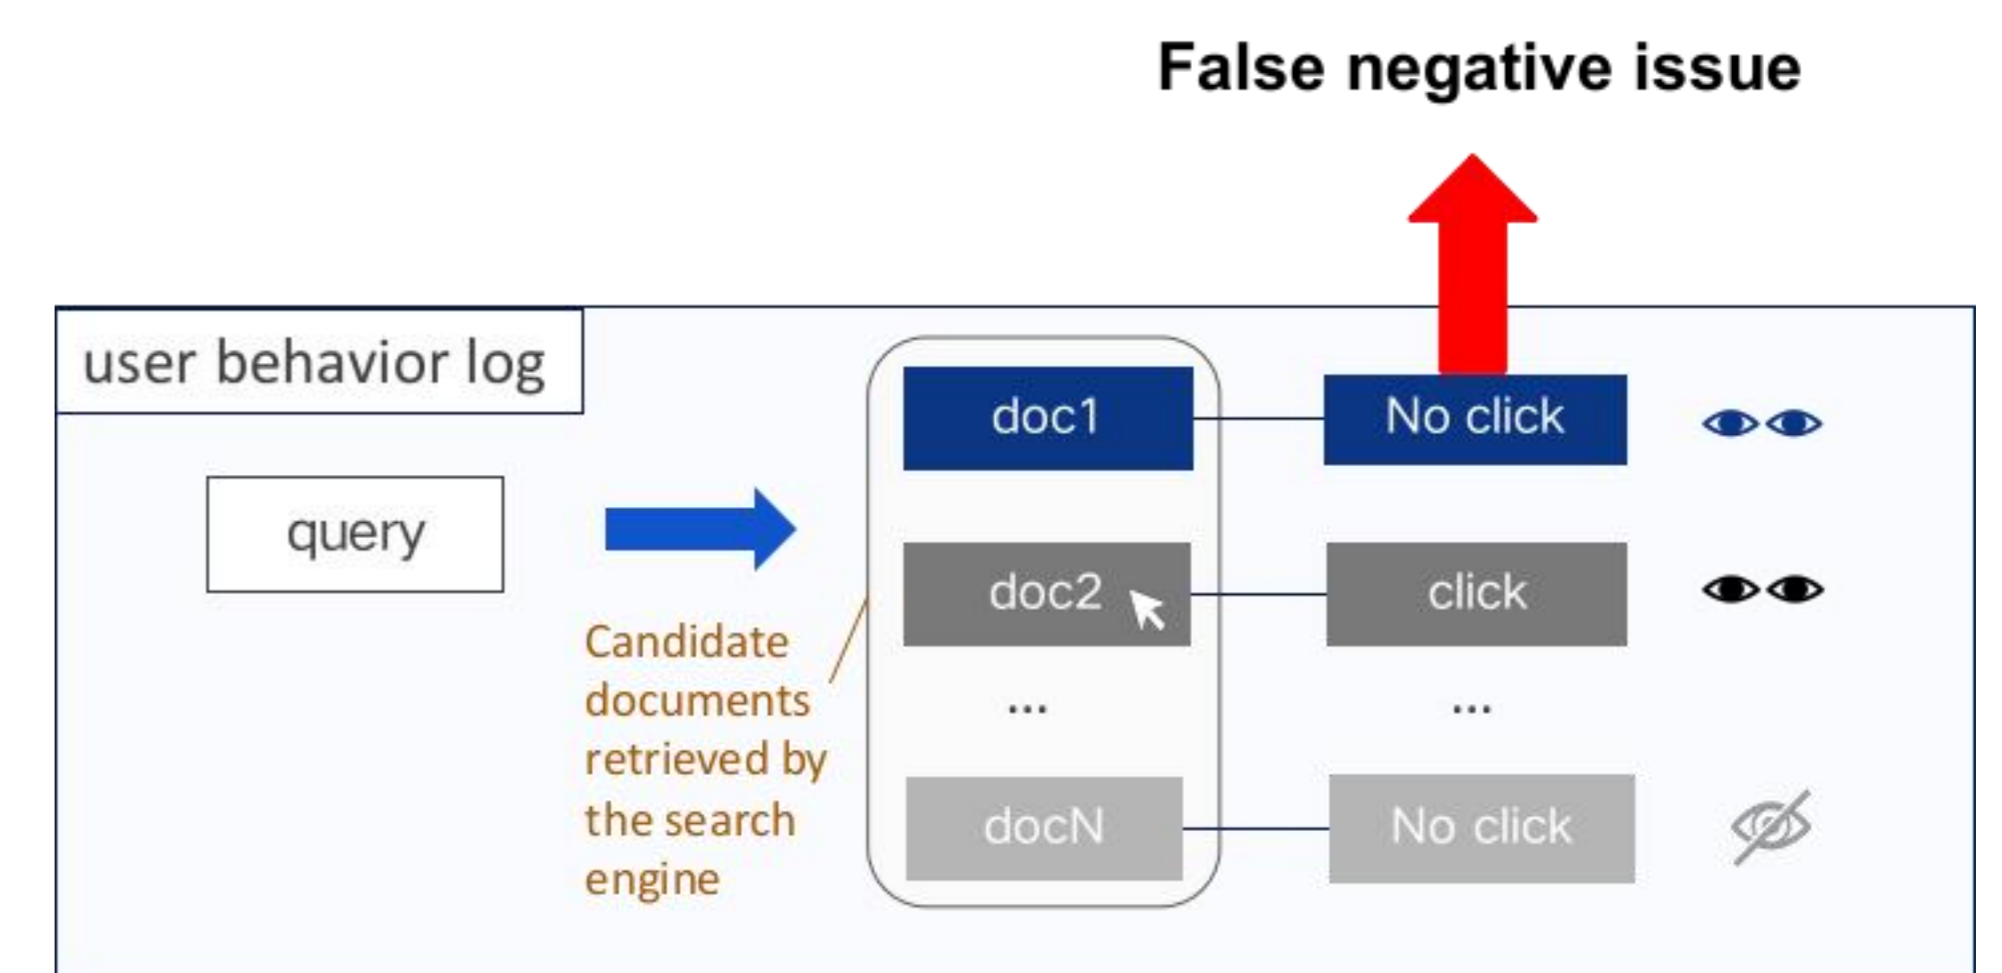 False negative issue
user behavior log
query
Candidate
documents
retrieved by
the search
engine
doc1
No click
doc2
click
...
...
docN
No click